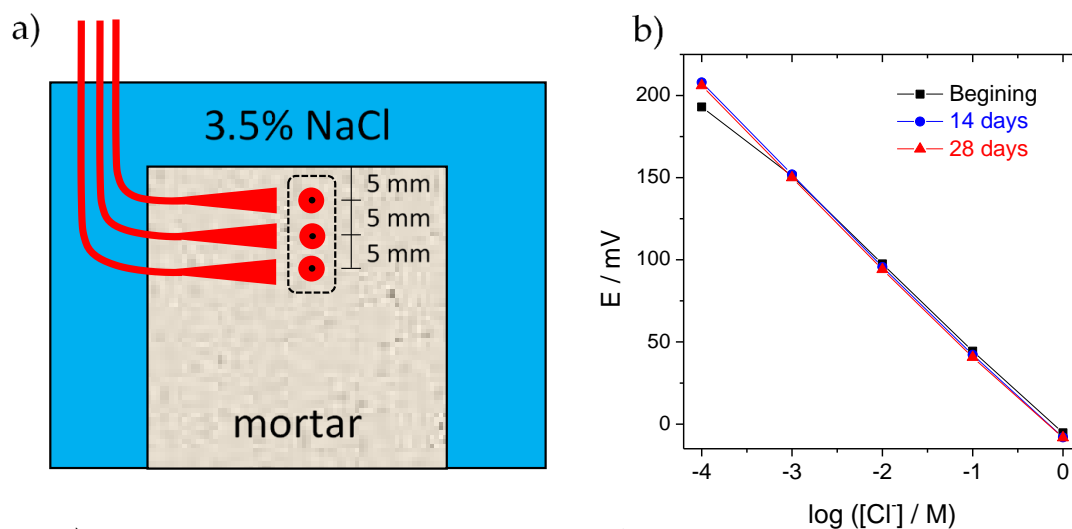 a)
3.5% NaCl
5 mm
5 mm
5 mm
mortar
b)
E / mV
200
150
100
50
0
Begining
14 days
28 days
-4
-3
-2
-1
0
log ([Cl⁻] / M)